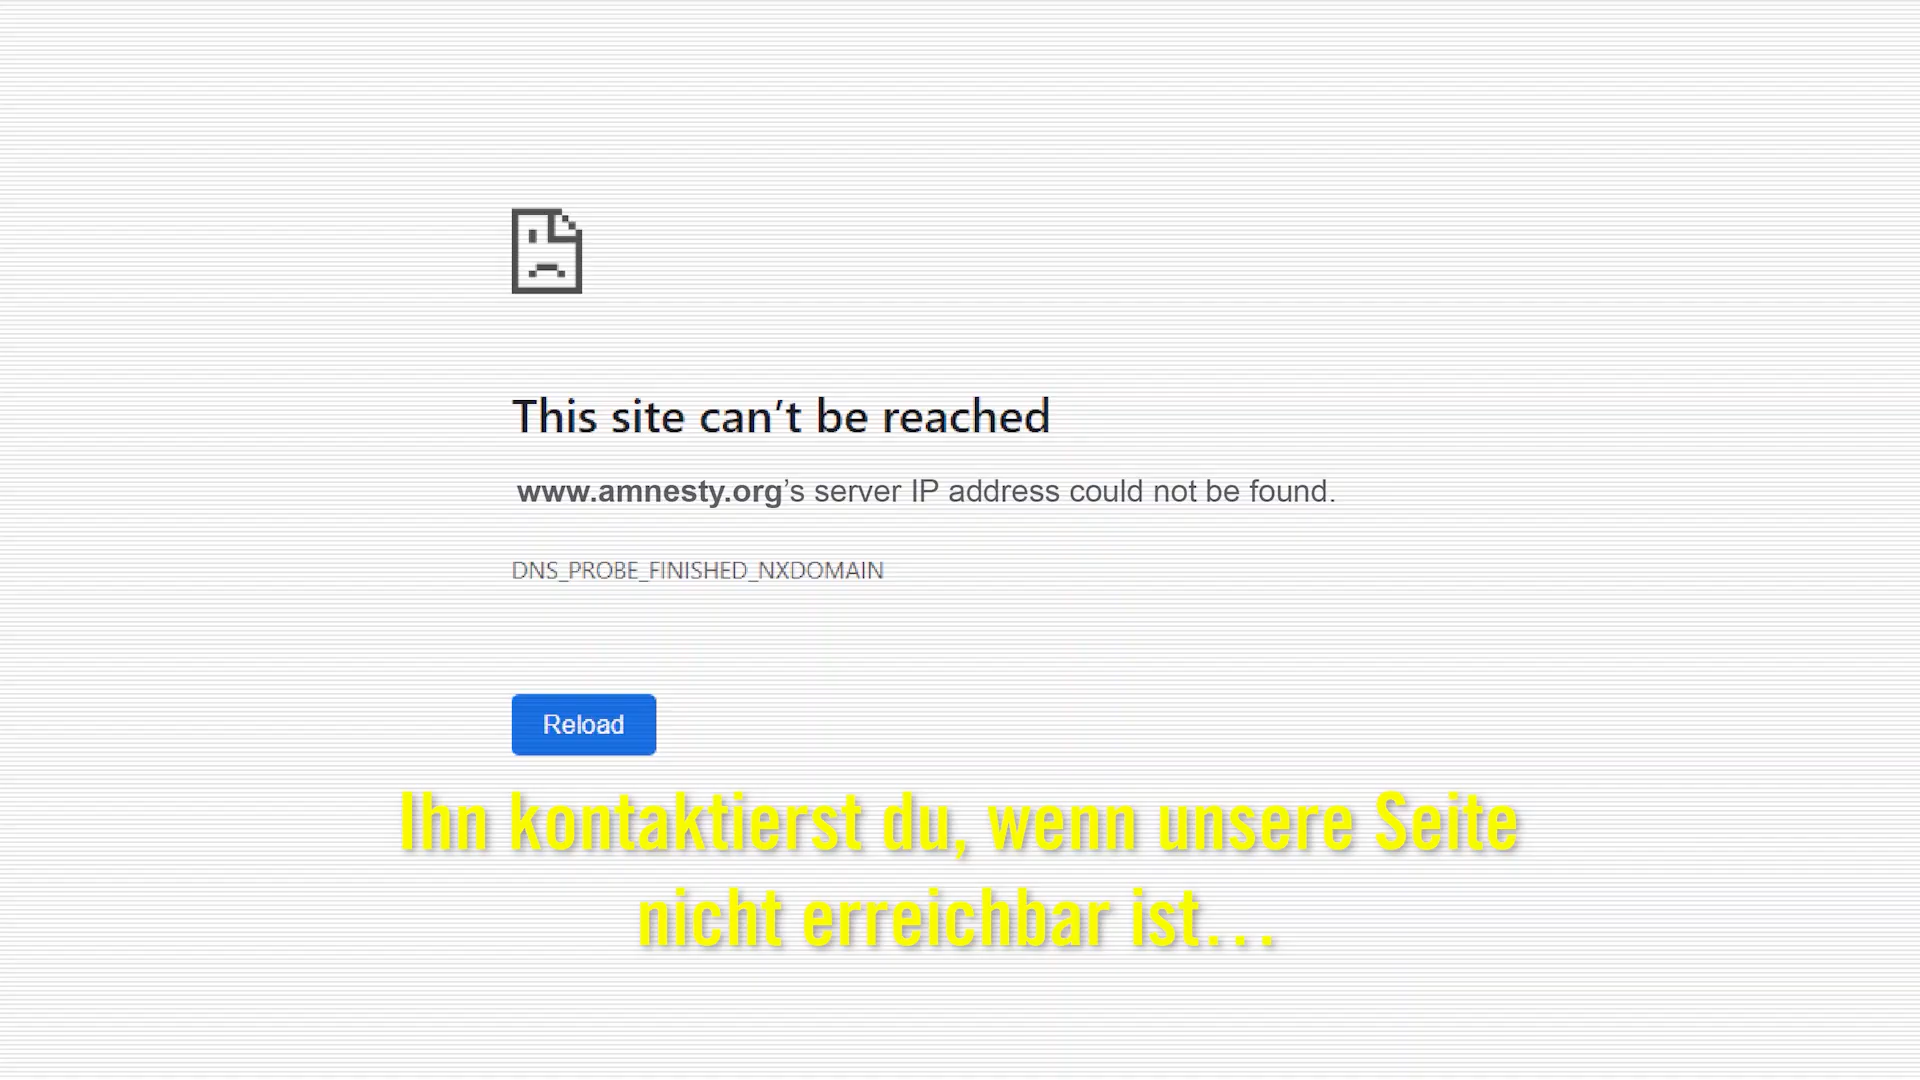 This site can’t be reached
www.amnesty.org’s server IP address could not be found.
DNS_PROBE_FINISHED_NXDOMAIN
Reload
Ihn kontaktierst du, wenn unsere Seite
nicht erreichbar ist…